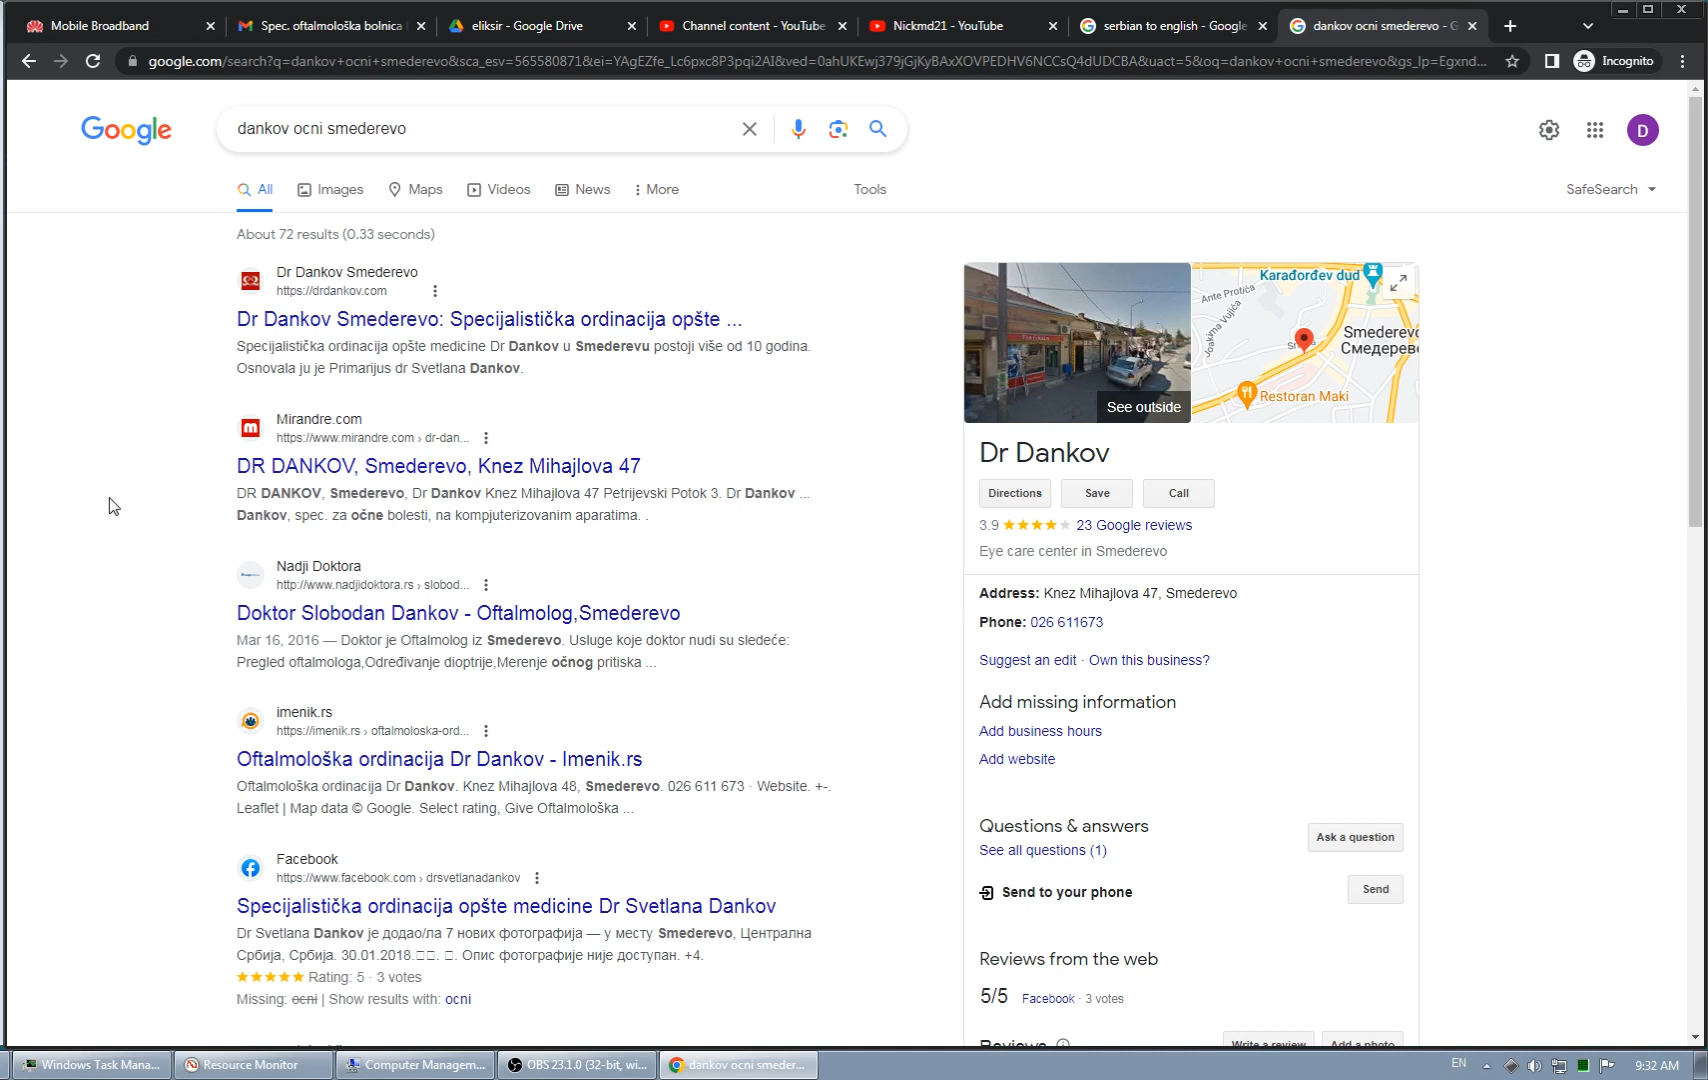 Mobile Broadband
Spec. oftalmološka bolnica
eliksir - Google Drive
Channel content - YouTube
Nickmd21 - YouTube
serbian to english - Google
dankov ocni smederevo - G
google.com/search?q=dankov+ocni+smederevo&sca_esv=565580871&ei=YAgEZfe_Lc6pxc8P3pqi2AI&ved=0ahUKEwj379jGjKyBAxXOVPEDHV6NCCsQ4dUDCBA&uact=5&oq=dankov+ocni+smederevo&gs_lp=Egxnd...
Incognito
Google
dankov ocni smederevo
D
All
Images
Maps
Videos
News
More
Tools
SafeSearch
About 72 results (0.33 seconds)
Dr Dankov Smederevo
https://drdankov.com
Dr Dankov Smederevo: Specijalistička ordinacija opšte ...
Specijalistička ordinacija opšte medicine Dr Dankov u Smederevu postoji više od 10 godina.
Osnovala ju je Primarijus dr Svetlana Dankov.
Mirandre.com
https://www.mirandre.com › dr-dan...
DR DANKOV, Smederevo, Knez Mihajlova 47
DR DANKOV, Smederevo, Dr Dankov Knez Mihajlova 47 Petrijevski Potok 3. Dr Dankov ...
Dankov, spec. za očne bolesti, na kompjuterizovanim aparatima. .
Nadji Doktora
http://www.nadjidoktora.rs › slobod...
Doktor Slobodan Dankov - Oftalmolog,Smederevo
Mar 16, 2016 — Doktor je Oftalmolog iz Smederevo. Usluge koje doktor nudi su sledeće:
Pregled oftalmologa,Određivanje dioptrije,Merenje očnog pritiska ...
imenik.rs
https://imenik.rs › oftalmoloska-ord...
Oftalmološka ordinacija Dr Dankov - Imenik.rs
Oftalmološka ordinacija Dr Dankov. Knez Mihajlova 48, Smederevo. 026 611 673 · Website. +-.
Leaflet | Map data © Google. Select rating, Give Oftalmološka ...
Facebook
https://www.facebook.com › drsvetlanadankov
Specijalistička ordinacija opšte medicine Dr Svetlana Dankov
Dr Svetlana Dankov је додао/ла 7 нових фотографија — у месту Smederevo, Централна
Србија, Србија. 30.01.2018.□□. □. Опис фотографије није доступан. +4.
Rating: 5 · 3 votes
Missing: ocni | Show results with: ocni
See outside
Karađorđev dud
Ante Protića
Joakima Vujića
Smederevo
Смедерево
Restoran Maki
Dr Dankov
Directions
Save
Call
3.9
23 Google reviews
Eye care center in Smederevo
Address: Knez Mihajlova 47, Smederevo
Phone: 026 611673
Suggest an edit · Own this business?
Add missing information
Add business hours
Add website
Questions & answers
See all questions (1)
Ask a question
Send to your phone
Send
Reviews from the web
5/5 Facebook · 3 votes
Reviews
Write a review
Add a photo
Windows Task Mana...
Resource Monitor
Computer Managem...
OBS 23.1.0 (32-bit, wi...
dankov ocni smeder...
EN
9:32 AM